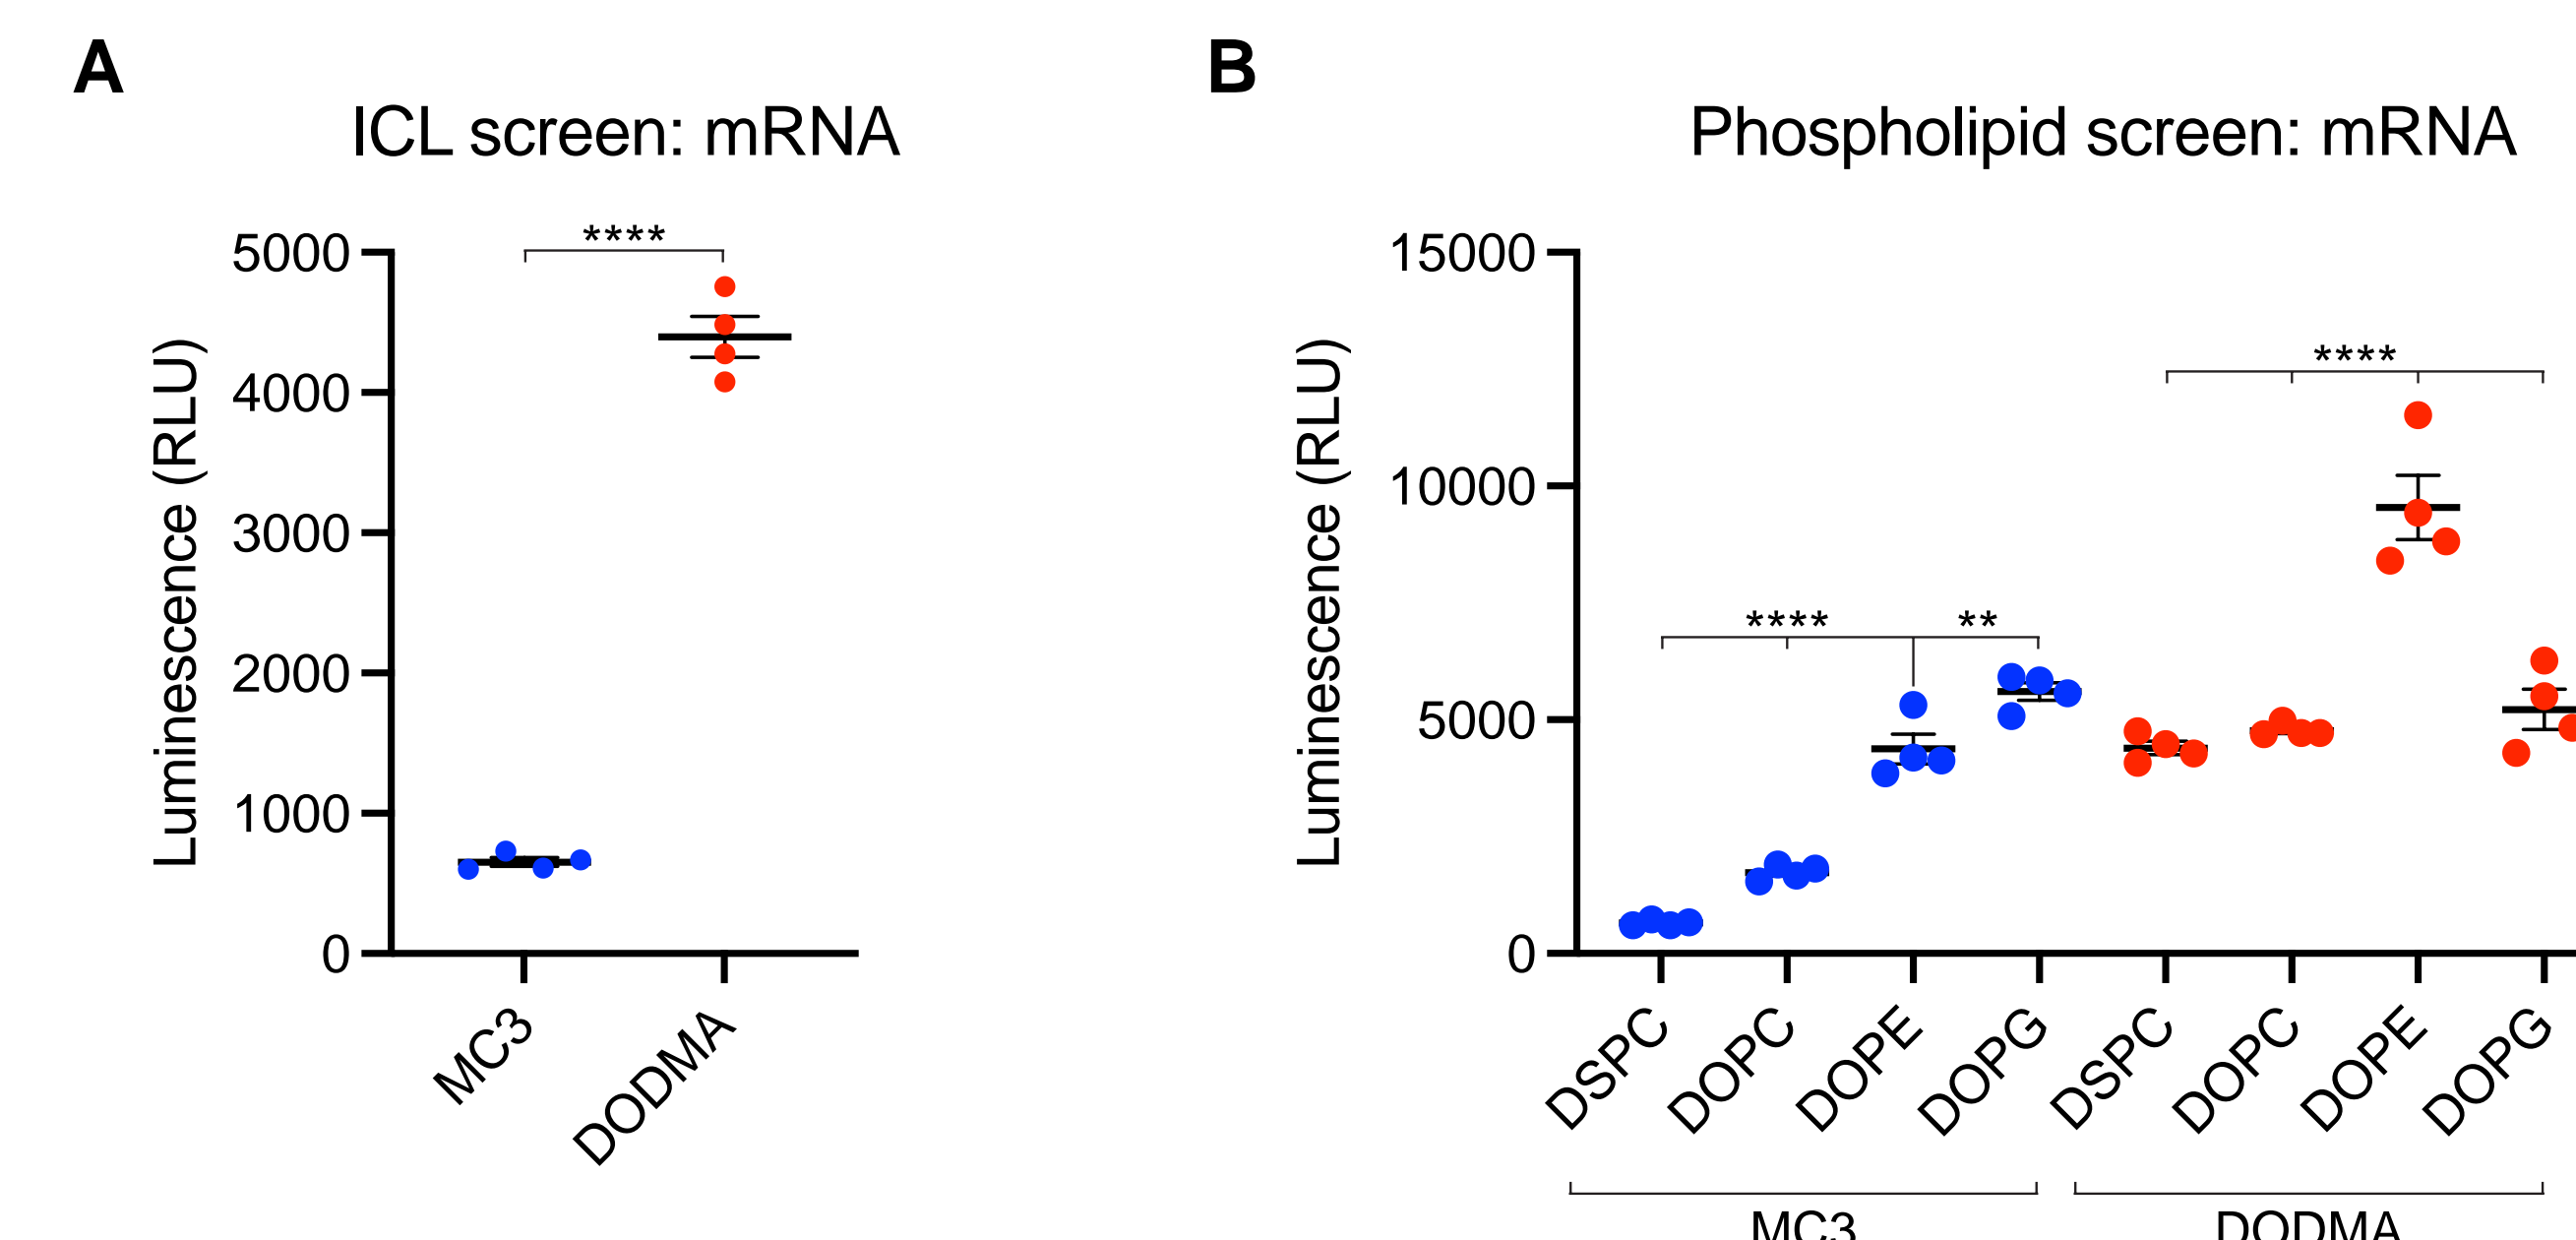 A
ICL screen: mRNA
Luminescence (RLU)
5000
4000
3000
2000
1000
0
****
MC3
DODMA
B
Phospholipid screen: mRNA
Luminescence (RLU)
15000
10000
5000
0
****
**
****
DSPC
DOPC
DOPE
DOPG
DSPC
DOPC
DOPE
DOPG
MC3
DODMA